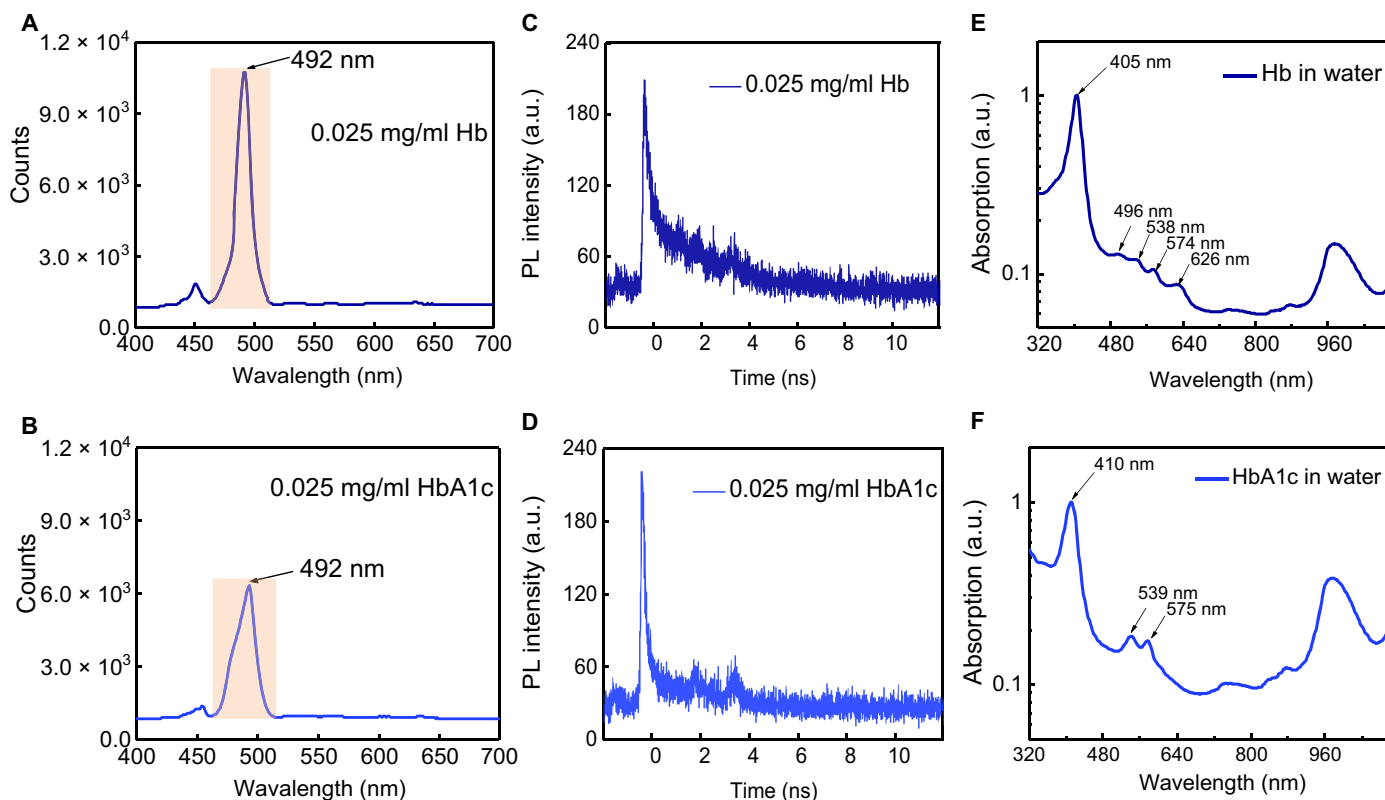 A
1.2 × 10⁴
9.0 × 10³
6.0 × 10³
3.0 × 10³
0.0
Counts
492 nm
0.025 mg/ml Hb
400 450 500 550 600 650 700
Wavalength (nm)
C
240
180
120
60
0
PL intensity (a.u.)
0.025 mg/ml Hb
0 2 4 6 8 10
Time (ns)
E
1
0.1
Absorption (a.u.)
405 nm
Hb in water
496 nm
538 nm
574 nm
626 nm
320 480 640 800 960
Wavelength (nm)
B
1.2 × 10⁴
9.0 × 10³
6.0 × 10³
3.0 × 10³
0.0
Counts
0.025 mg/ml HbA1c
492 nm
400 450 500 550 600 650 700
Wavalength (nm)
D
240
180
120
60
0
PL intensity (a.u.)
0.025 mg/ml HbA1c
0 2 4 6 8 10
Time (ns)
F
1
0.1
Absorption (a.u.)
410 nm
HbA1c in water
539 nm
575 nm
320 480 640 800 960
Wavelength (nm)